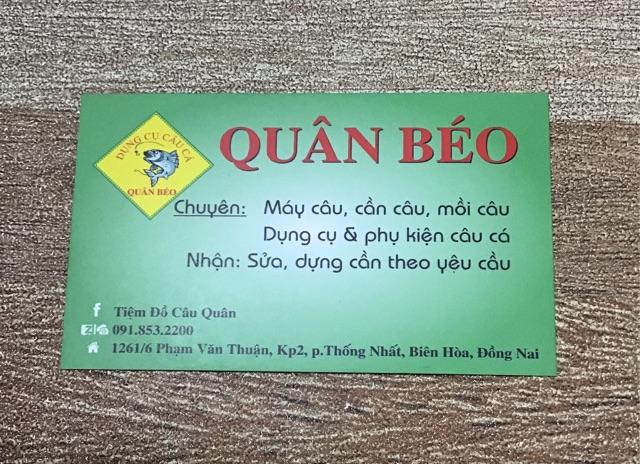 DỤNG CỤ CÂU CÁ
QUÂN BÉO
QUÂN BÉO
Chuyên: Máy câu, cần câu, mồi câu
Dụng cụ & phụ kiện câu cá
Nhận: Sửa, dựng cần theo yêu cầu
Tiệm Đồ Câu Quân
091.853.2200
1261/6 Phạm Văn Thuận, Kp2, p.Thống Nhất, Biên Hòa, Đồng Nai